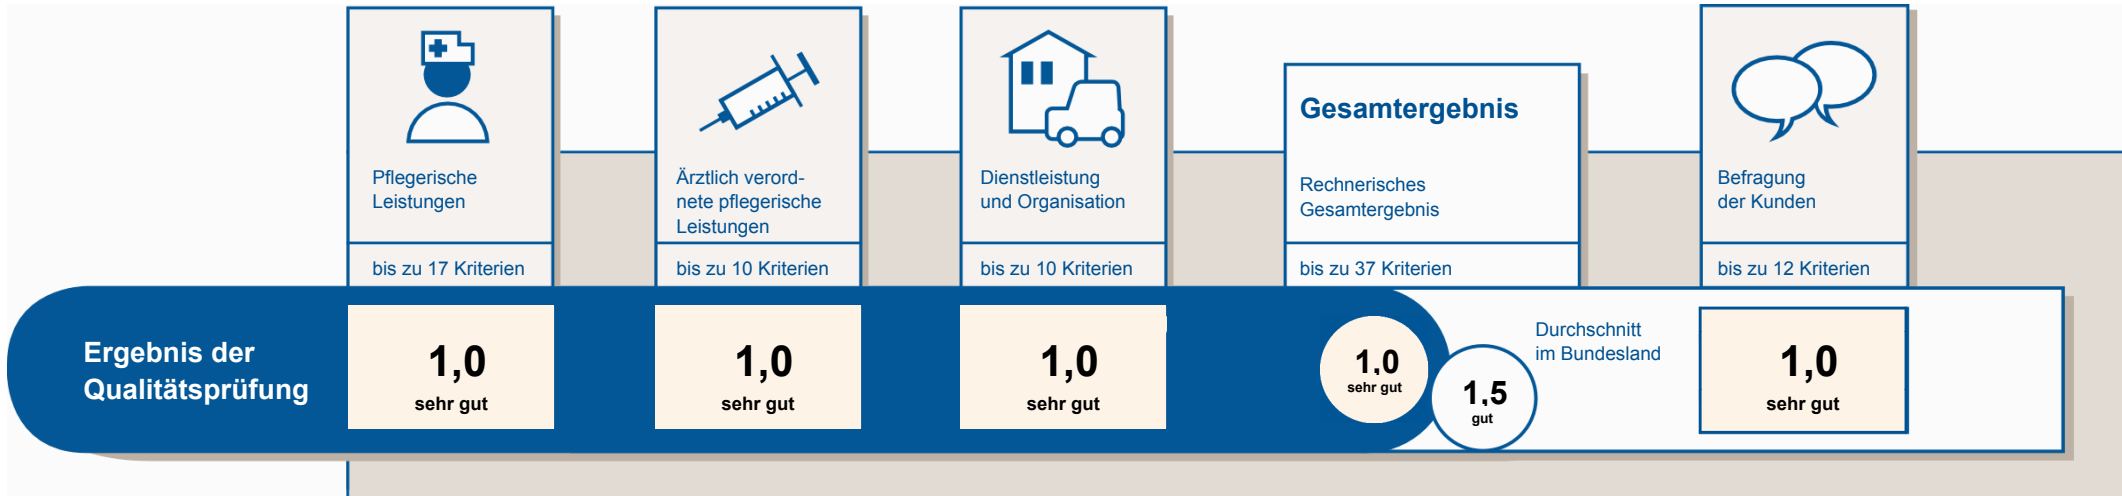 Pflegerische
Leistungen
bis zu 17 Kriterien
Ärztlich verord-
nete pflegerische
Leistungen
bis zu 10 Kriterien
Dienstleistung
und Organisation
bis zu 10 Kriterien
Gesamtergebnis
Rechnerisches
Gesamtergebnis
bis zu 37 Kriterien
Befragung
der Kunden
bis zu 12 Kriterien
Ergebnis der
Qualitätsprüfung
1,0
sehr gut
1,0
sehr gut
1,0
sehr gut
1,0
sehr gut
1,5
gut
Durchschnitt
im Bundesland
1,0
sehr gut